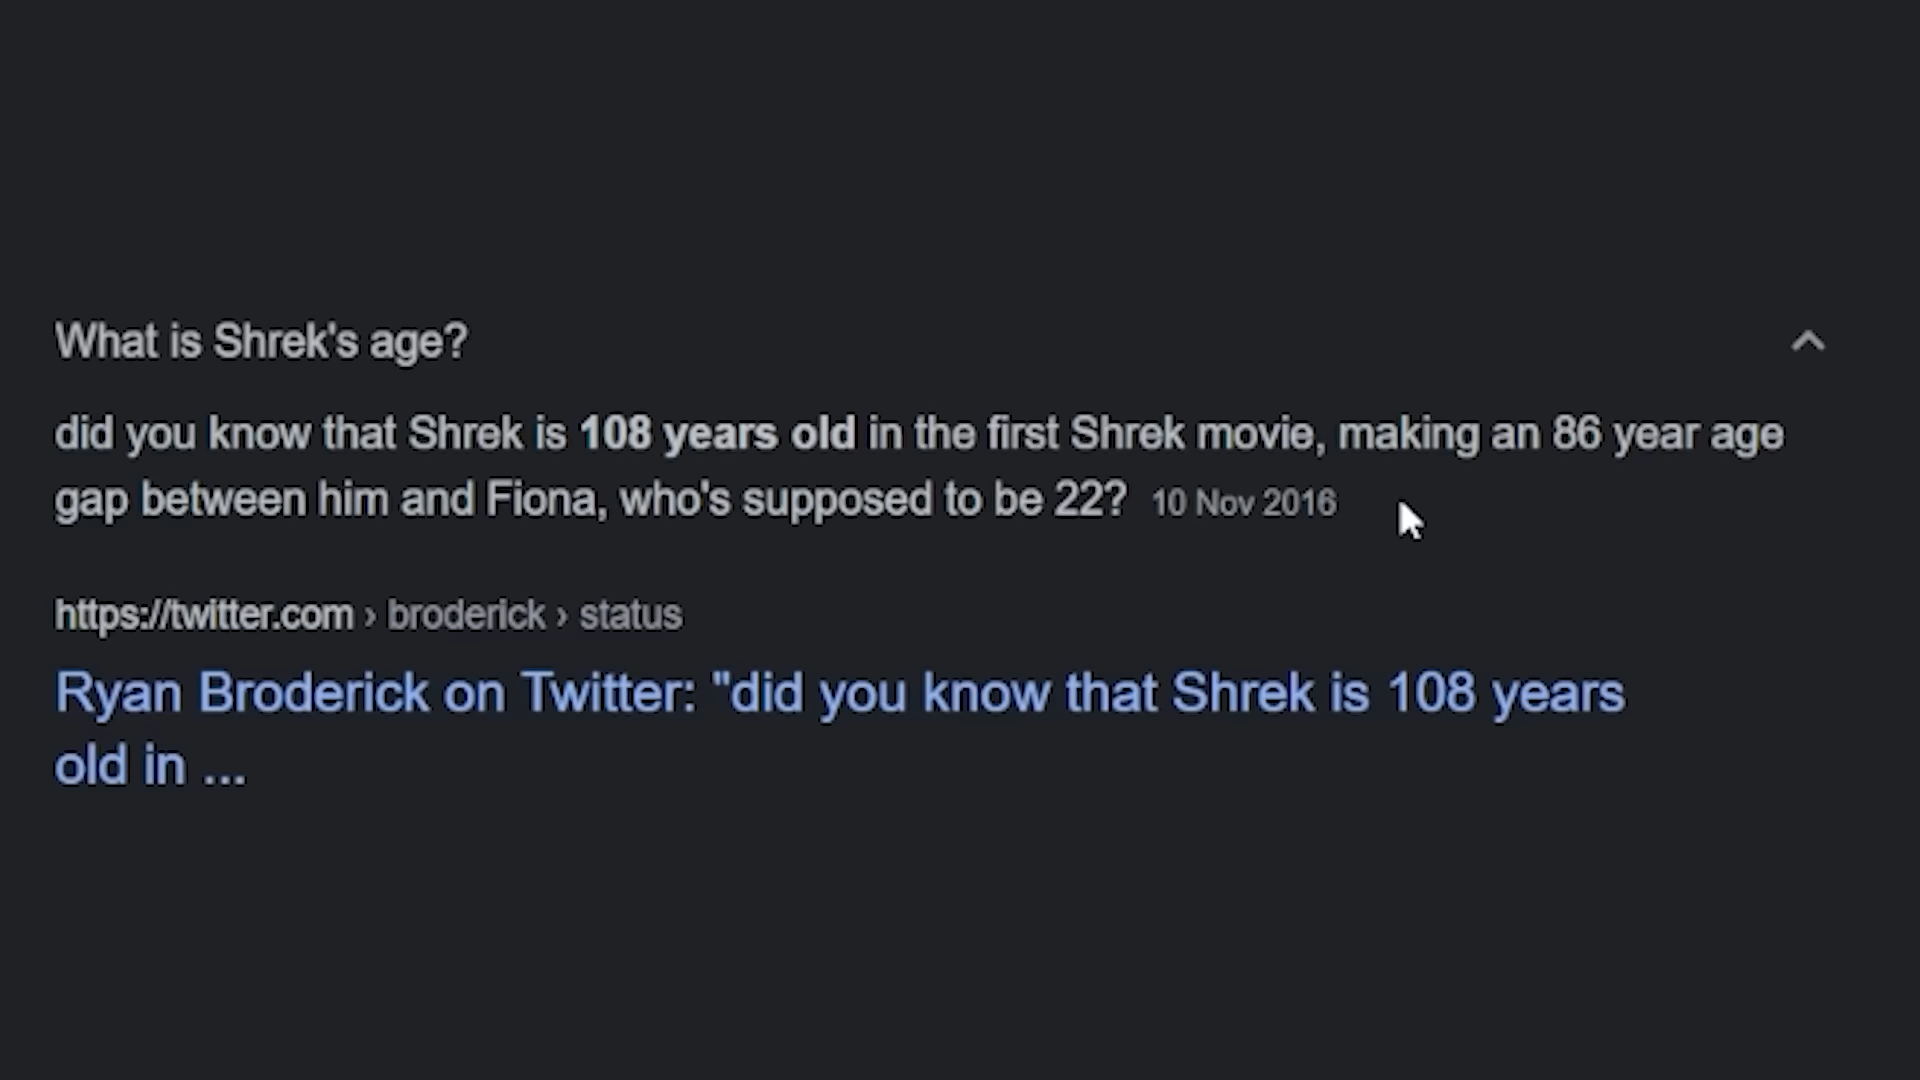 What is Shrek's age?
did you know that Shrek is 108 years old in the first Shrek movie, making an 86 year age
gap between him and Fiona, who's supposed to be 22? 10 Nov 2016
https://twitter.com › broderick › status
Ryan Broderick on Twitter: "did you know that Shrek is 108 years
old in ...